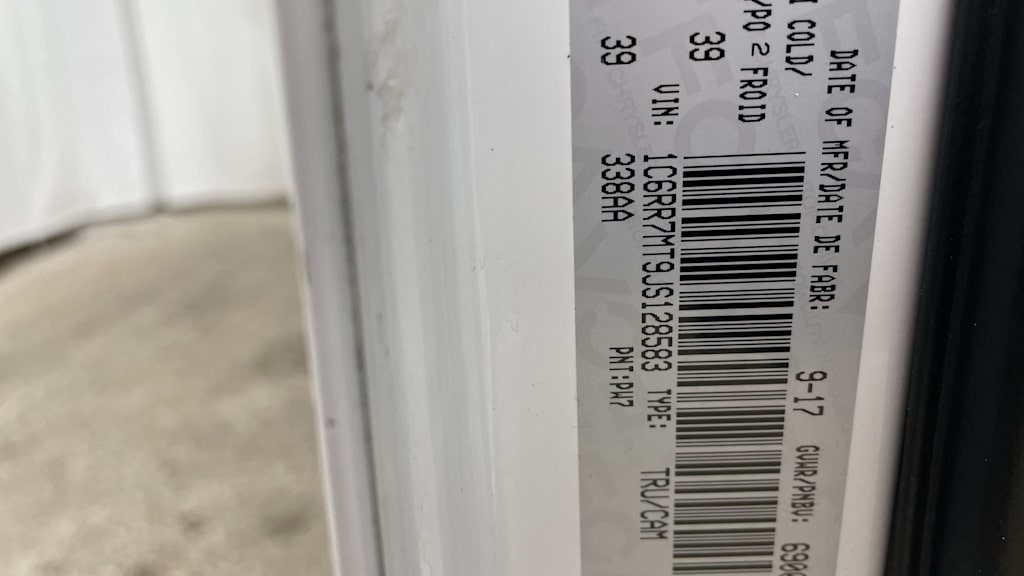 DATE OF MFR/DATE DE FABR: 9-17 GVWR/PNBV:
I COLD/
/PO 2 FROID
39
VIN: 1C6RR7MT9JS128583 TYPE: TRU/CAM
39 338AA PNT:PW7